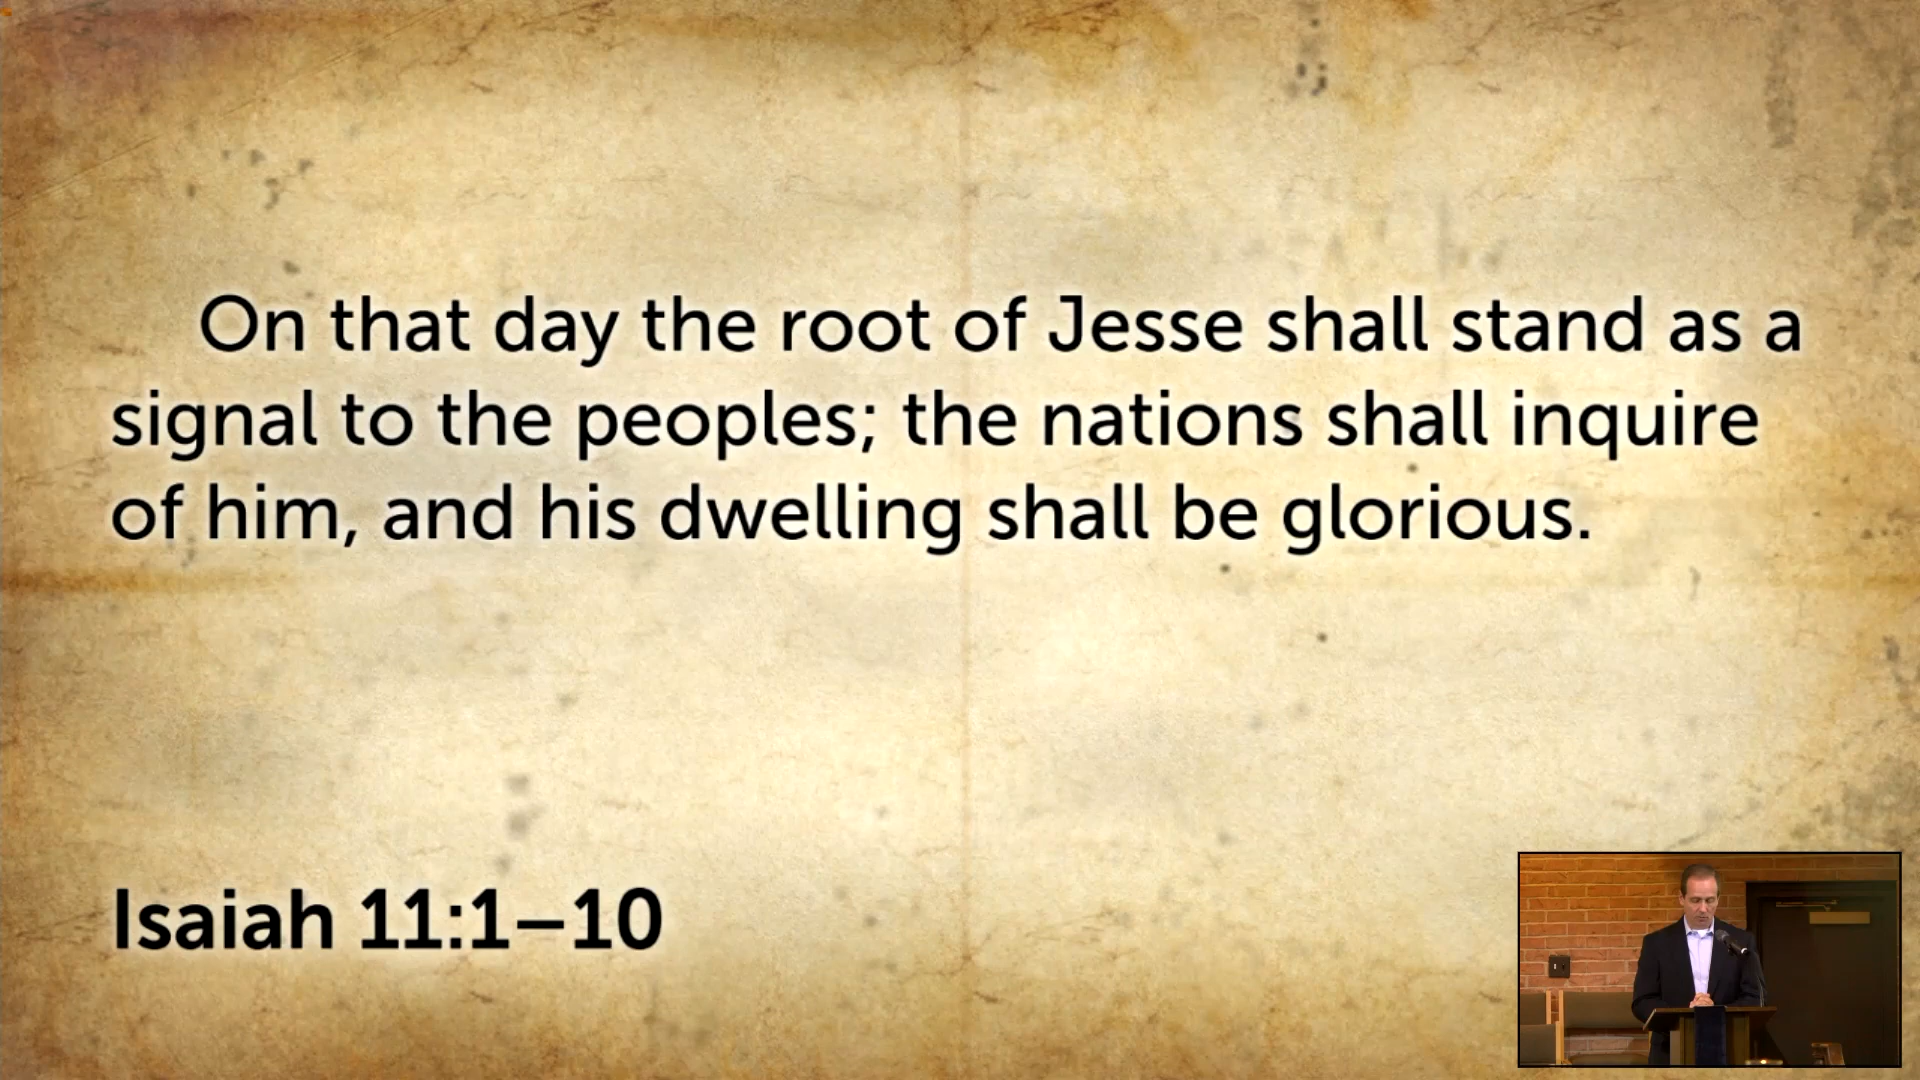 On that day the root of Jesse shall stand as a
signal to the peoples; the nations shall inquire
of him, and his dwelling shall be glorious.
Isaiah 11:1–10